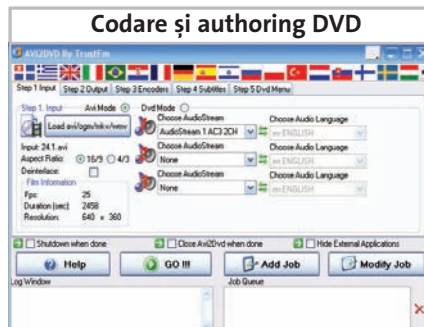 Codare și authoring DVD
AVI2DVD By TrustFm
Step 1 Input Step 2 Output Step 3 Encoders Step 4 Subtitles Step 5 Dvd Menu
Step 1. Input Avi Mode Dvd Mode
Load avi/ogm/mkv/wmv
Choose AudioStream Choose Audio Language
AudioStream 1 AC3 2CH en ENGLISH
Input: 24.1.avi
Aspect Ratio: 16/9 4/3
Choose AudioStream Choose Audio Language
None en ENGLISH
Deinterlace:
Film Information
Choose AudioStream Choose Audio Language
None en ENGLISH
Fps: 25
Duration (sec): 2458
Resolution: 640 x 360
Shutdown when done Close Avi2Dvd when done Hide External Applications
Help GO !!! Add Job Modify Job
Log Window Job Queue